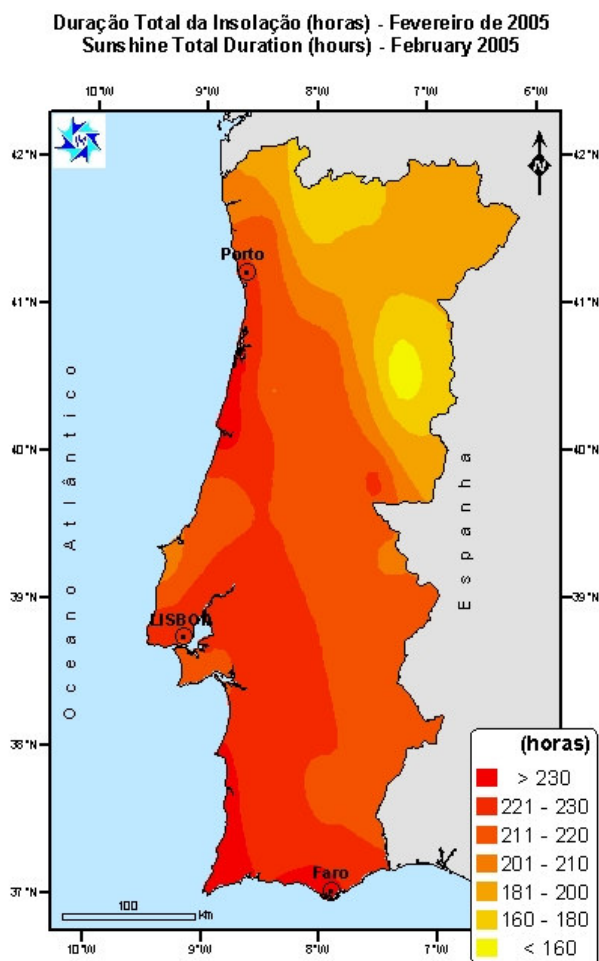 Duração Total da Insolação (horas) - Fevereiro de 2005
Sunshine Total Duration (hours) - February 2005
10°W 9°W 8°W 7°W 6°W
42°N 42°N
N
Porto
41°N 41°N
Oceano Atlântico
40°N 40°N
Espanha
39°N 39°N
LISBOA
38°N 38°N
(horas)
> 230
221 - 230
211 - 220
201 - 210
181 - 200
160 - 180
< 160
Faro
37°N
100
km
10°W 9°W 8°W 7°W